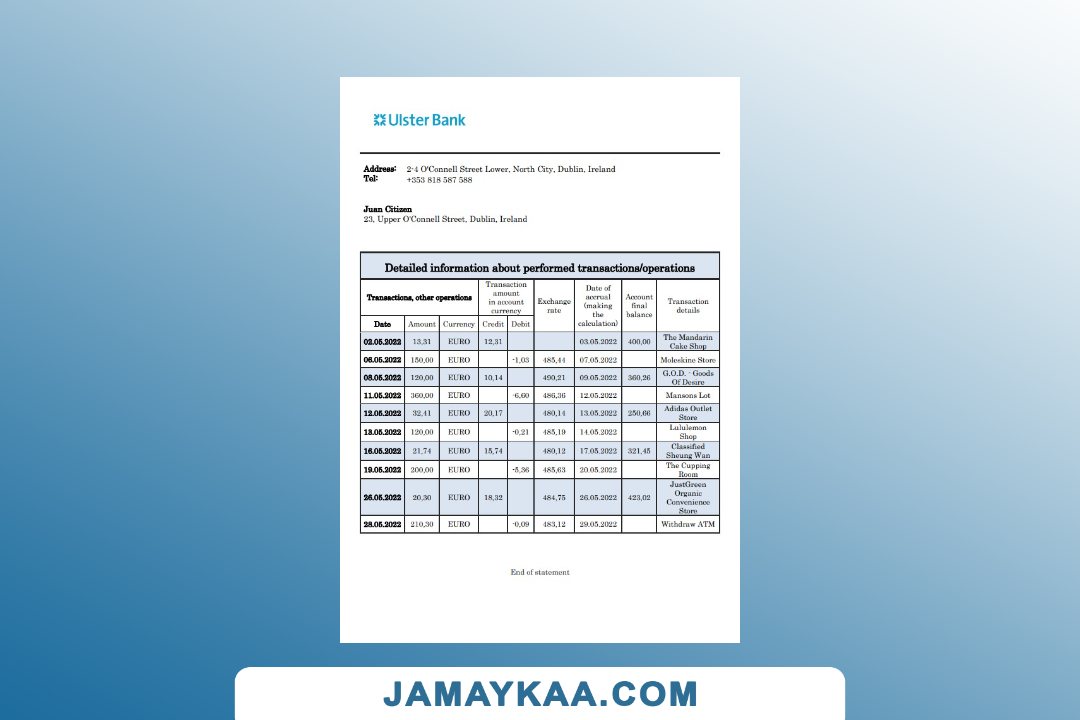 Ulster Bank
Address: 2-4 O'Connell Street Lower, North City, Dublin, Ireland
Tel: +353 818 587 588
Juan Citizen
23, Upper O'Connell Street, Dublin, Ireland
Detailed information about performed transactions/operations
Transactions, other operations
Transaction
amount
in account
currency
Exchange
rate
Date of
accrual
(making
the
calculation)
Account
final
balance
Transaction
details
Date Amount Currency Credit Debit
02.05.2022 13,31 EURO 12,31 03.05.2022 400,00 The Mandarin
Cake Shop
06.05.2022 150,00 EURO -1,03 485,44 07.05.2022 Moleskine Store
08.05.2022 120,00 EURO 10,14 490,21 09.05.2022 360,26 G.O.D. - Goods
Of Desire
11.05.2022 360,00 EURO -6,60 486,36 12.05.2022 Mansons Lot
12.05.2022 32,41 EURO 20,17 480,14 13.05.2022 250,66 Adidas Outlet
Store
13.05.2022 120,00 EURO -0,21 485,19 14.05.2022 Lululemon
Shop
16.05.2022 21,74 EURO 15,74 480,12 17.05.2022 321,45 Classified
Sheung Wan
19.05.2022 200,00 EURO -5,36 485,63 20.05.2022 The Cupping
Room
26.05.2022 20,30 EURO 18,32 484,75 26.05.2022 423,02 JustGreen
Organic
Convenience
Store
28.05.2022 210,30 EURO -0,09 483,12 29.05.2022 Withdraw ATM
End of statement
JAMAYKAA.COM